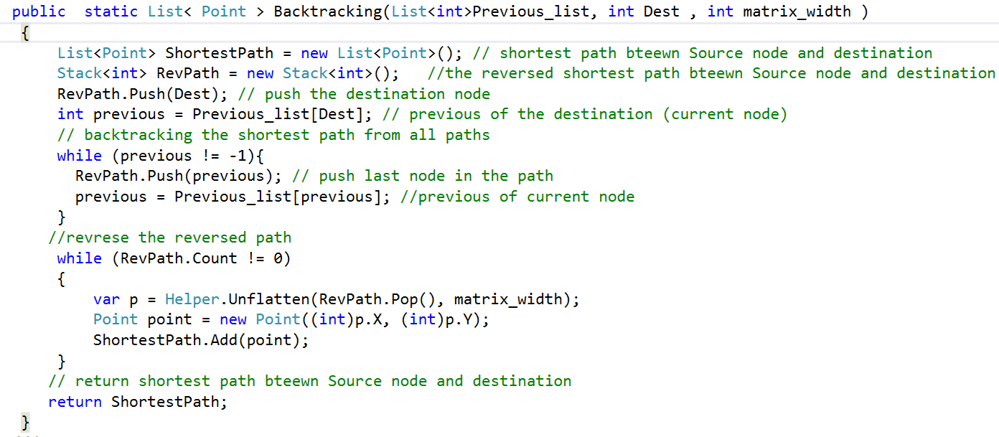 public  static List< Point > Backtracking(List<int>Previous_list, int Dest , int matrix_width )
{
List<Point> ShortestPath = new List<Point>(); // shortest path bteewn Source node and destination
Stack<int> RevPath = new Stack<int>();   //the reversed shortest path bteewn Source node and destination
RevPath.Push(Dest); // push the destination node
int previous = Previous_list[Dest]; // previous of the destination (current node)
// backtracking the shortest path from all paths
while (previous != -1){
RevPath.Push(previous); // push last node in the path
previous = Previous_list[previous]; //previous of current node
}
//revrese the reversed path
while (RevPath.Count != 0)
{
var p = Helper.Unflatten(RevPath.Pop(), matrix_width);
Point point = new Point((int)p.X, (int)p.Y);
ShortestPath.Add(point);
}
// return shortest path bteewn Source node and destination
return ShortestPath;
}